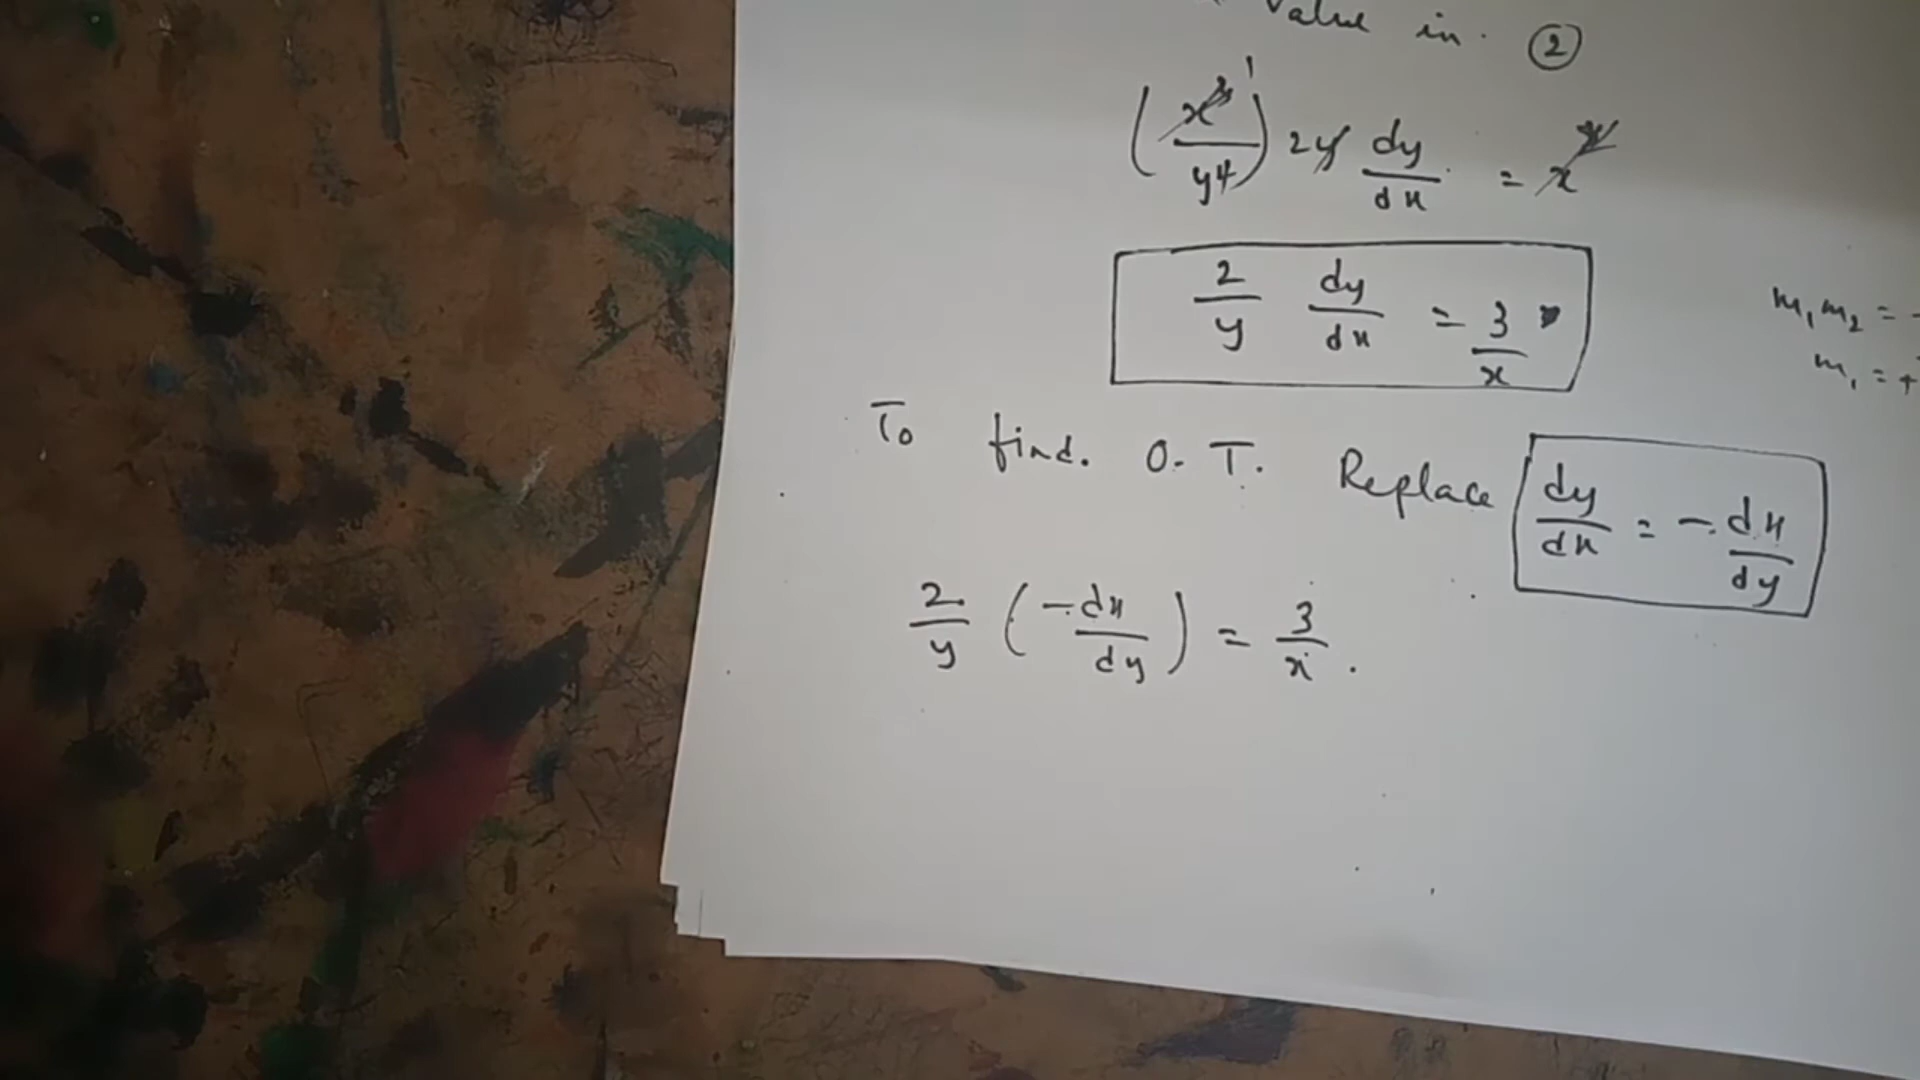 Value in. ②
(x³/y⁴) 2y dy/dx = x²
2/y dy/dx = 3/x
m₁m₂ = -
m₁ = +
To find. O. T. Replace dy/dx = - dx/dy
2/y (-dx/dy) = 3/x.